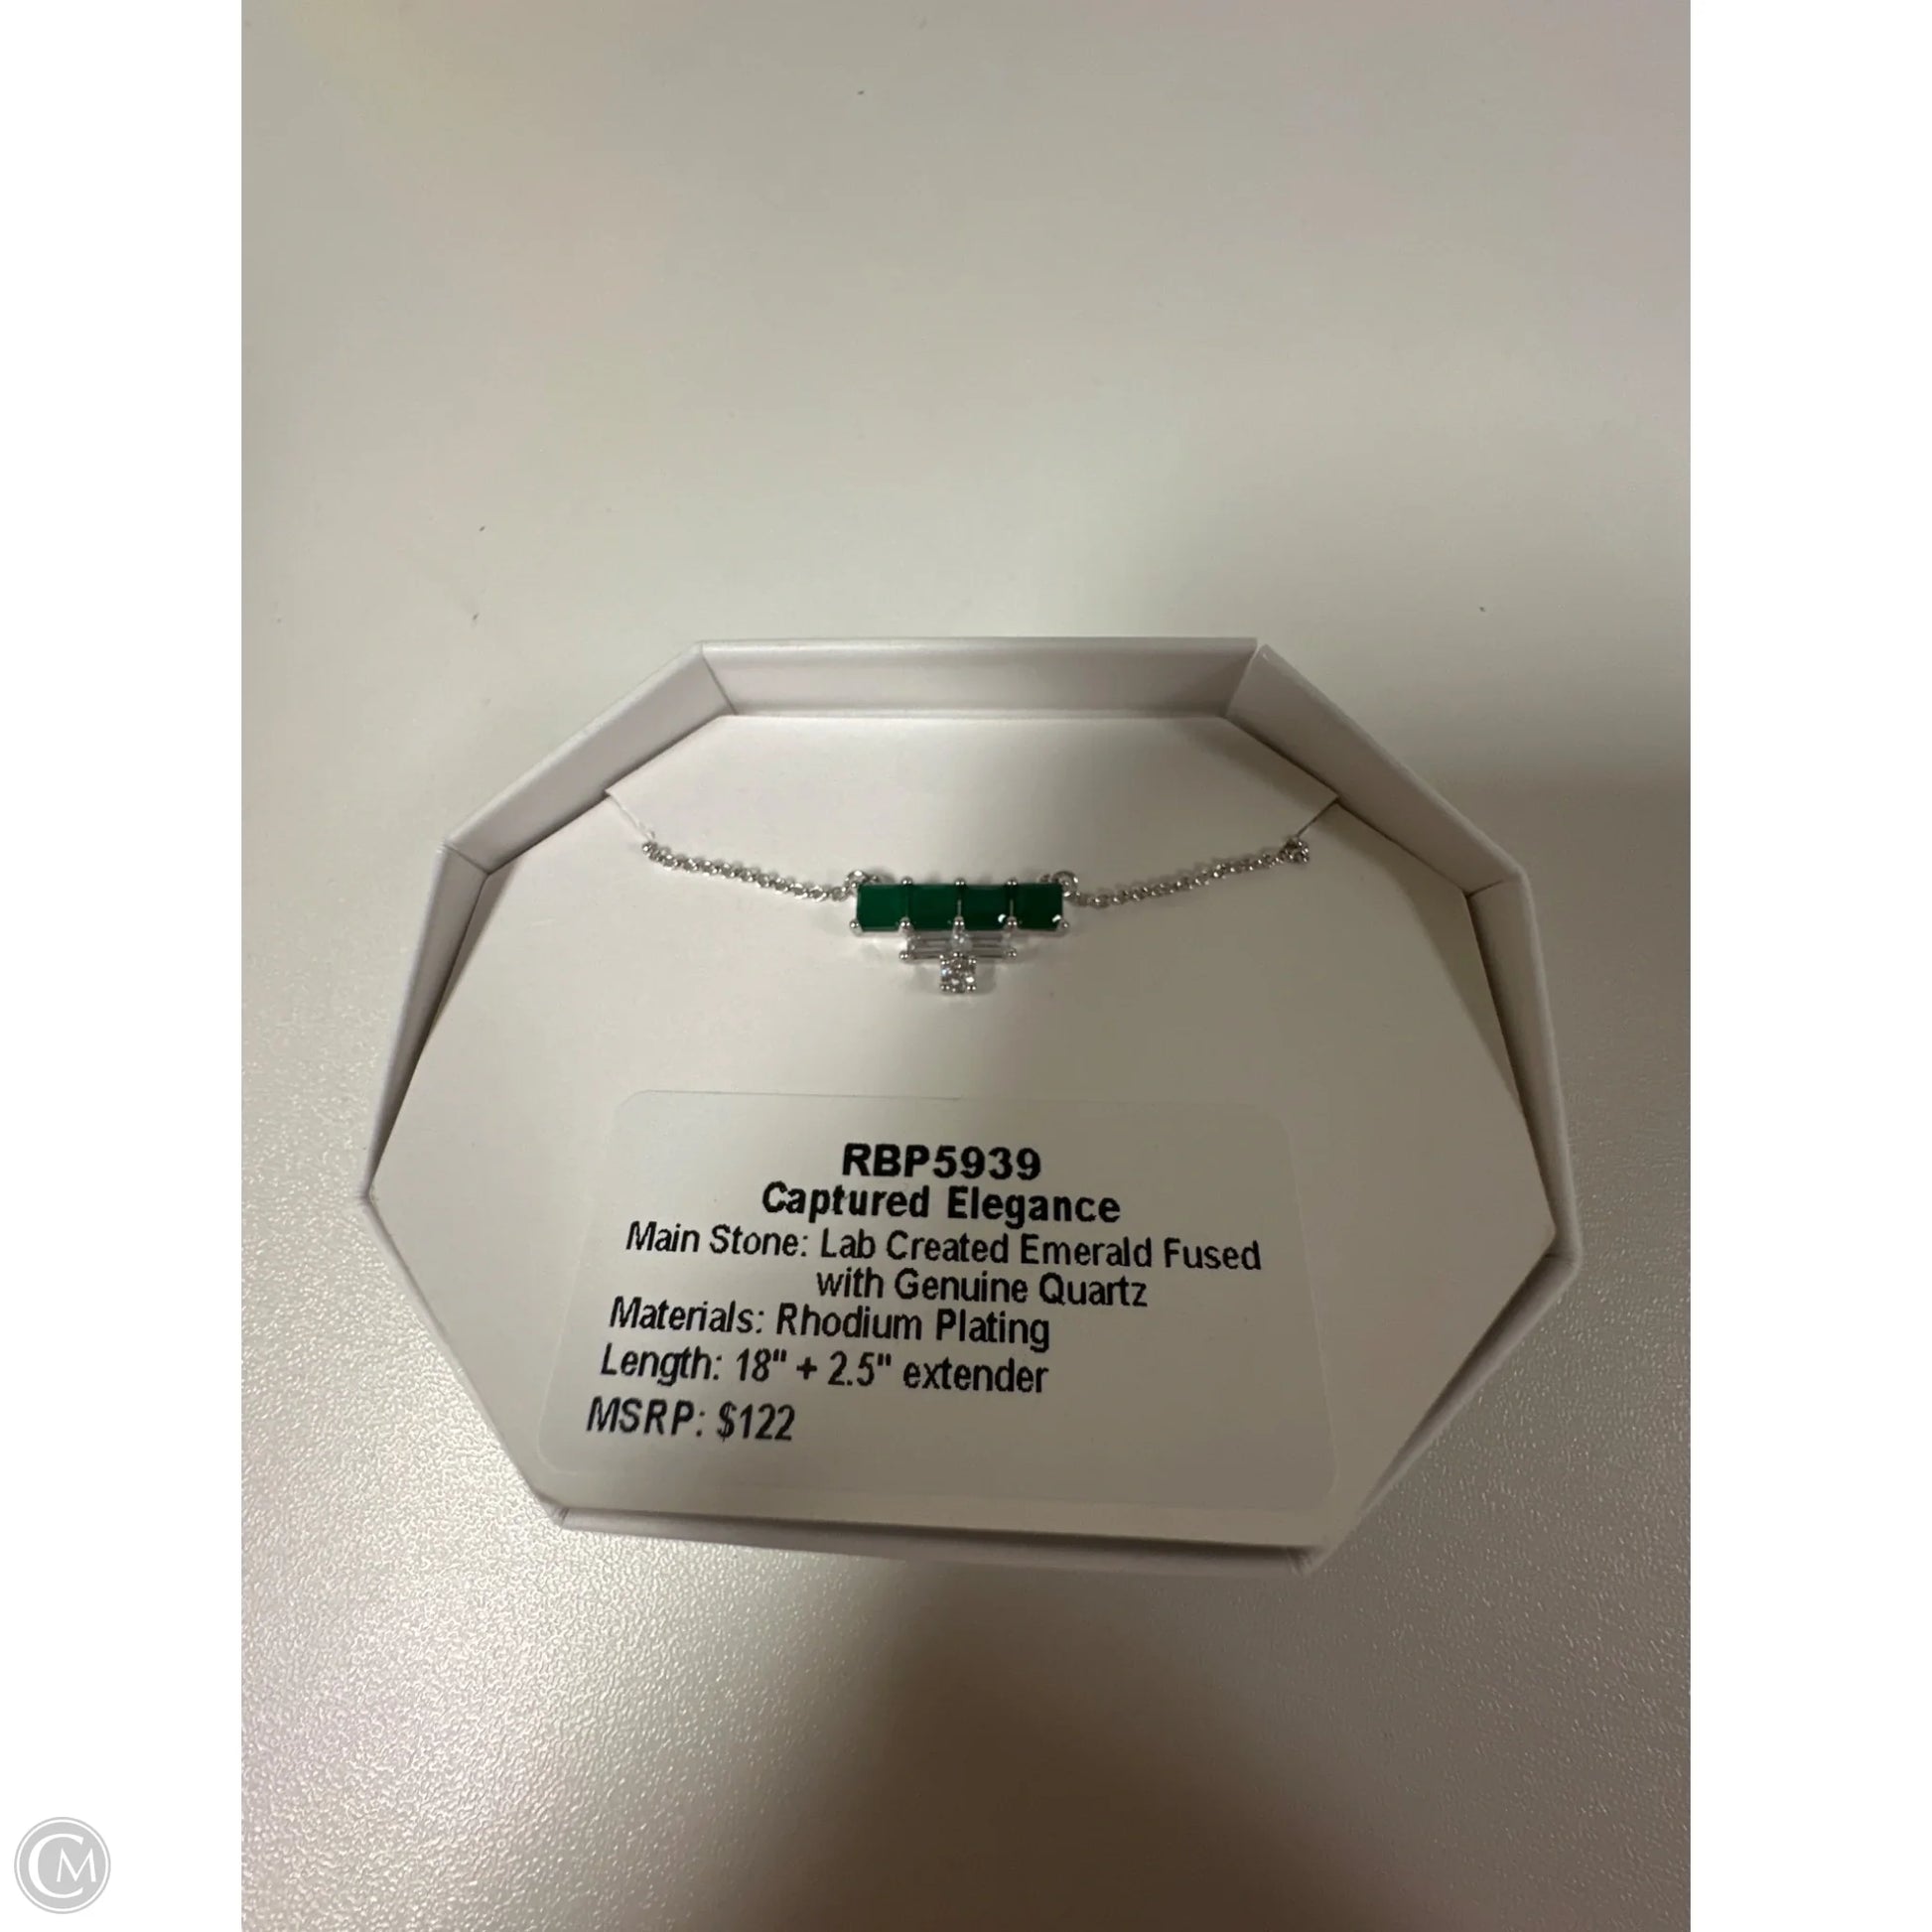 RBP5939
Captured Elegance
Main Stone: Lab Created Emerald Fused
with Genuine Quartz
Materials: Rhodium Plating
Length: 18" + 2.5" extender
MSRP: $122
CM